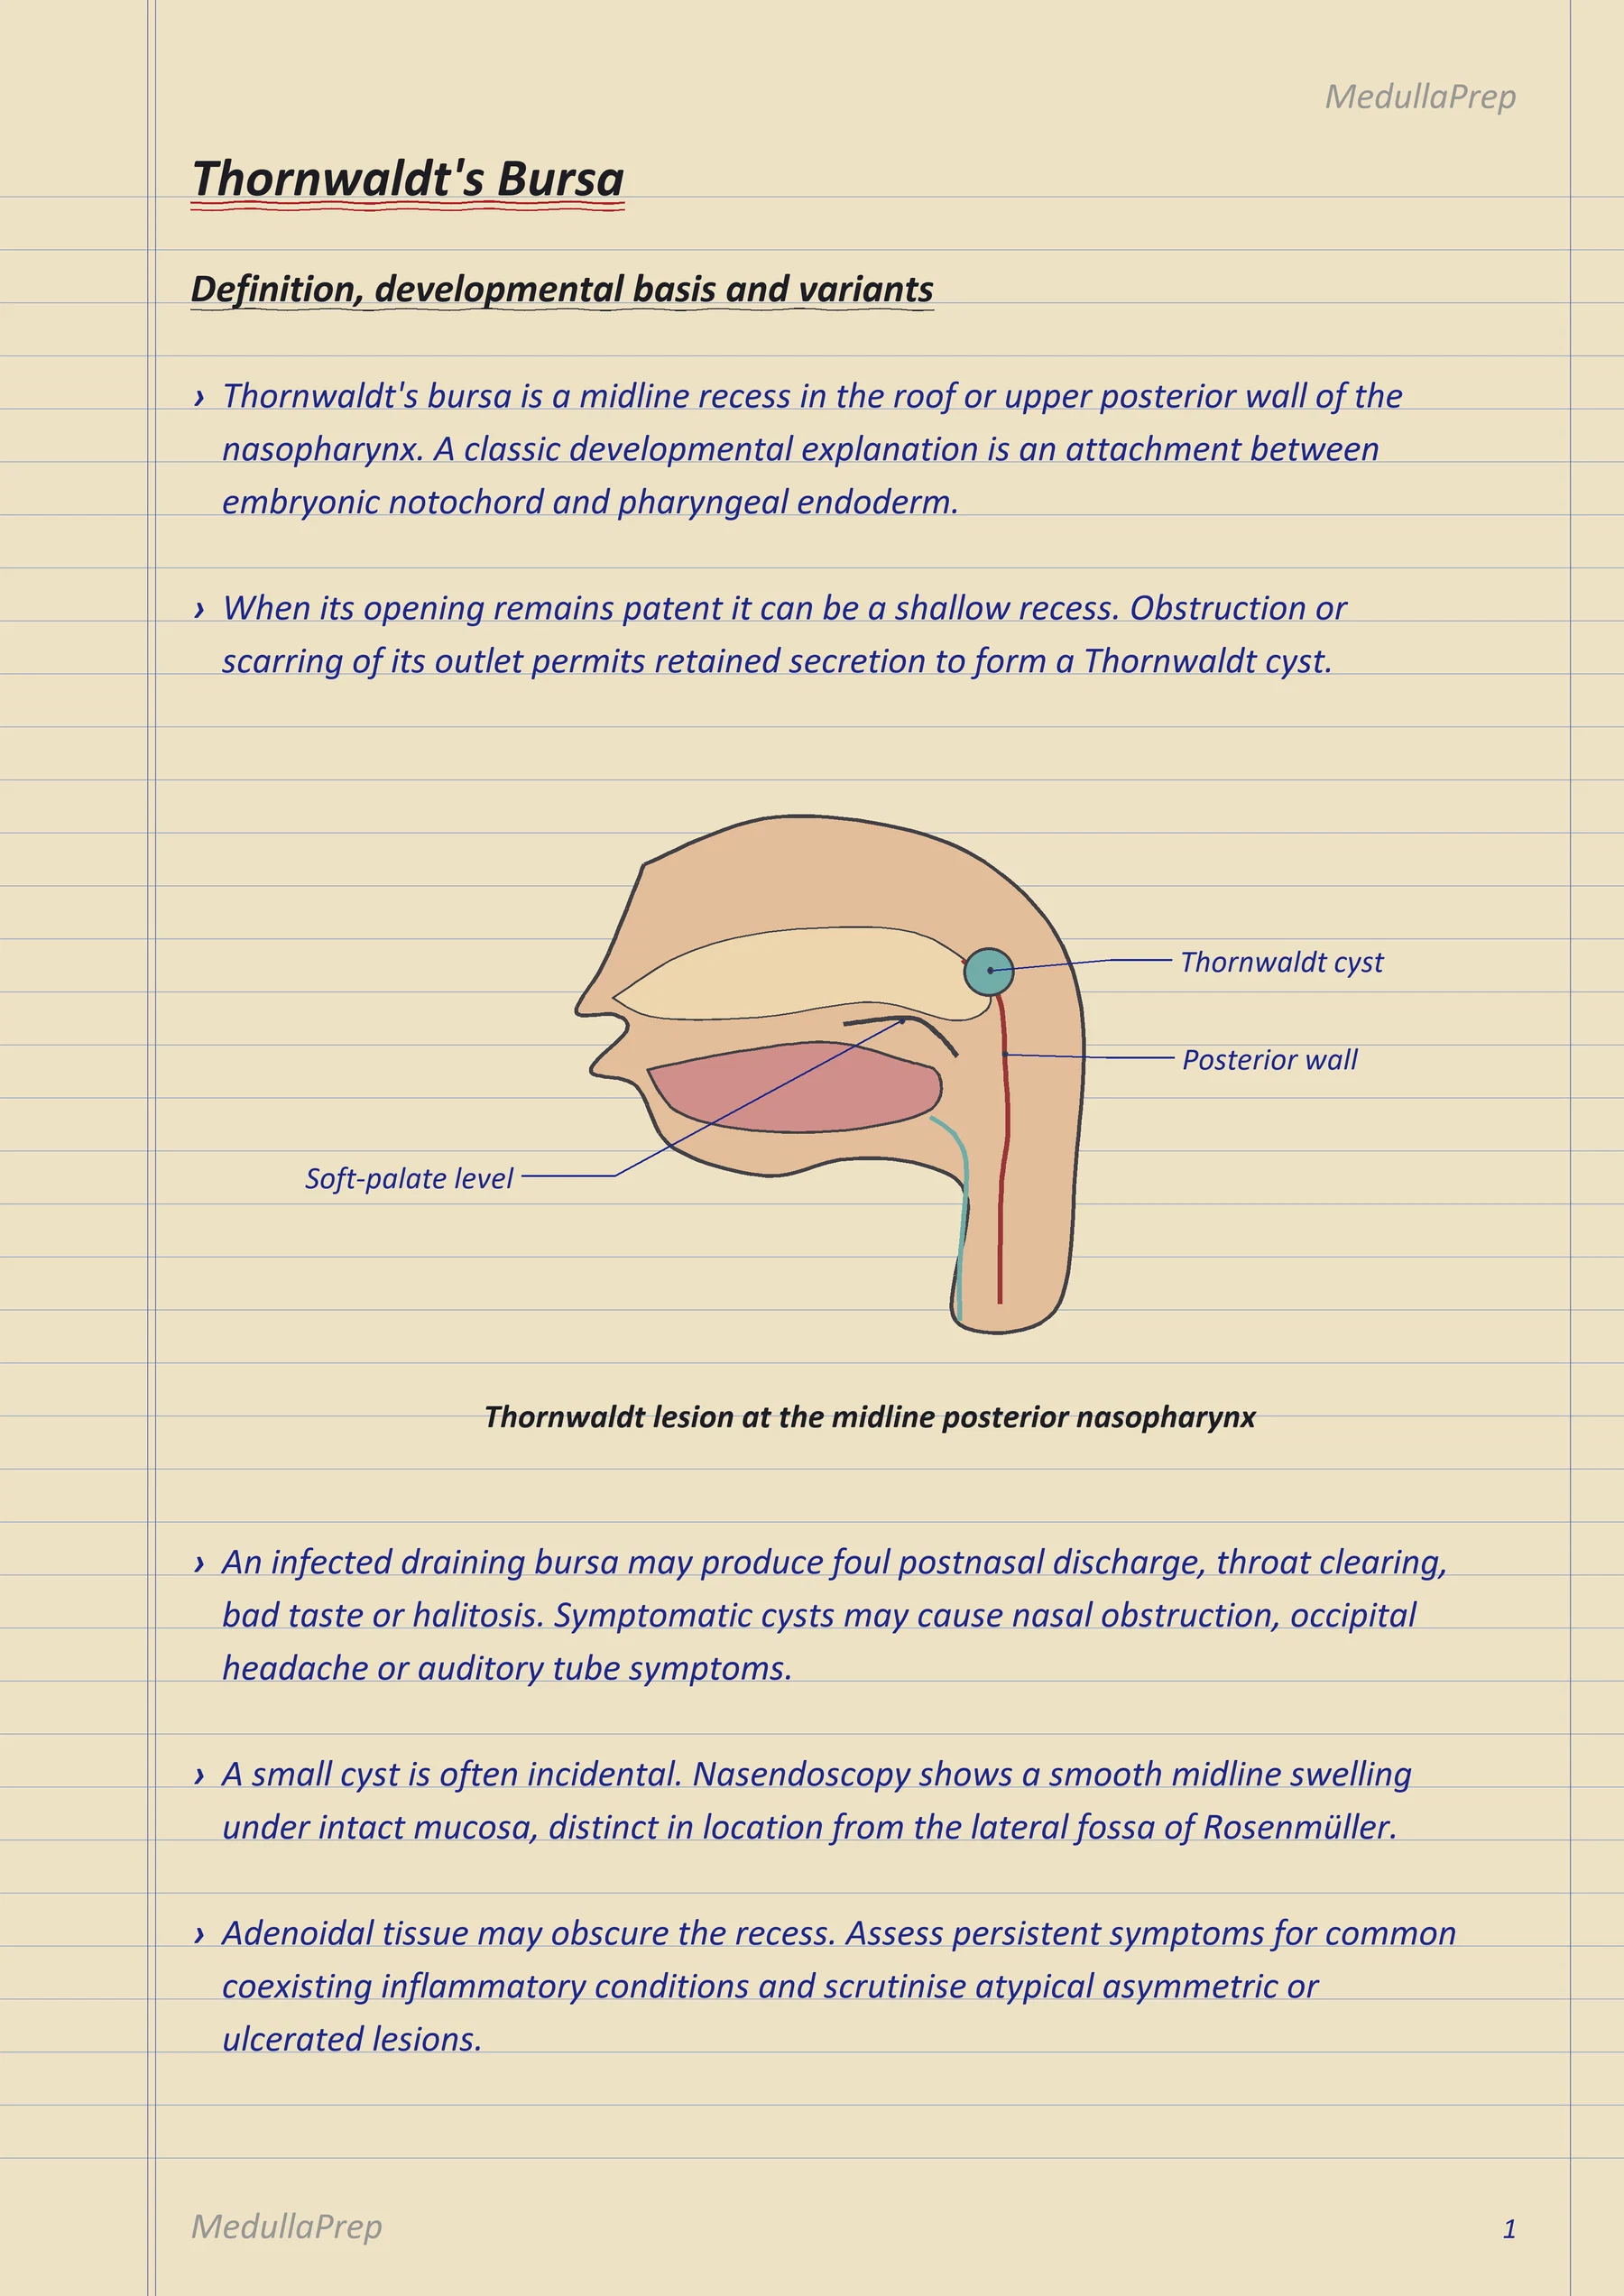 MedullaPrep
Thornwaldt's Bursa
Definition, developmental basis and variants
› Thornwaldt's bursa is a midline recess in the roof or upper posterior wall of the
nasopharynx. A classic developmental explanation is an attachment between
embryonic notochord and pharyngeal endoderm.
› When its opening remains patent it can be a shallow recess. Obstruction or
scarring of its outlet permits retained secretion to form a Thornwaldt cyst.
Thornwaldt cyst
Posterior wall
Soft-palate level
Thornwaldt lesion at the midline posterior nasopharynx
› An infected draining bursa may produce foul postnasal discharge, throat clearing,
bad taste or halitosis. Symptomatic cysts may cause nasal obstruction, occipital
headache or auditory tube symptoms.
› A small cyst is often incidental. Nasendoscopy shows a smooth midline swelling
under intact mucosa, distinct in location from the lateral fossa of Rosenmüller.
› Adenoidal tissue may obscure the recess. Assess persistent symptoms for common
coexisting inflammatory conditions and scrutinise atypical asymmetric or
ulcerated lesions.
MedullaPrep
1